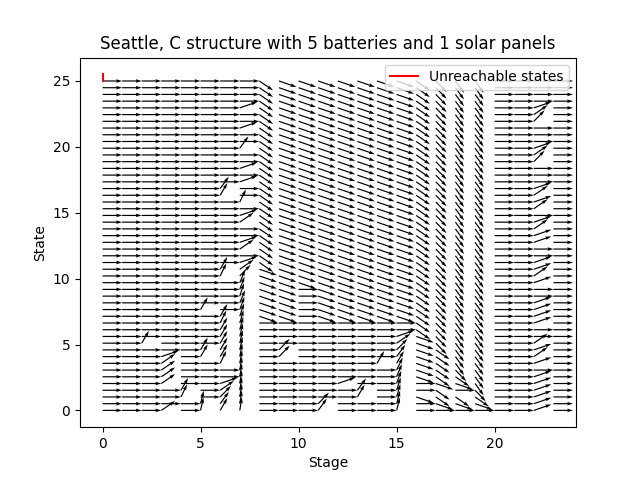 Seattle, C structure with 5 batteries and 1 solar panels
Unreachable states
25
20
15
10
5
0
State
0 5 10 15 20
Stage